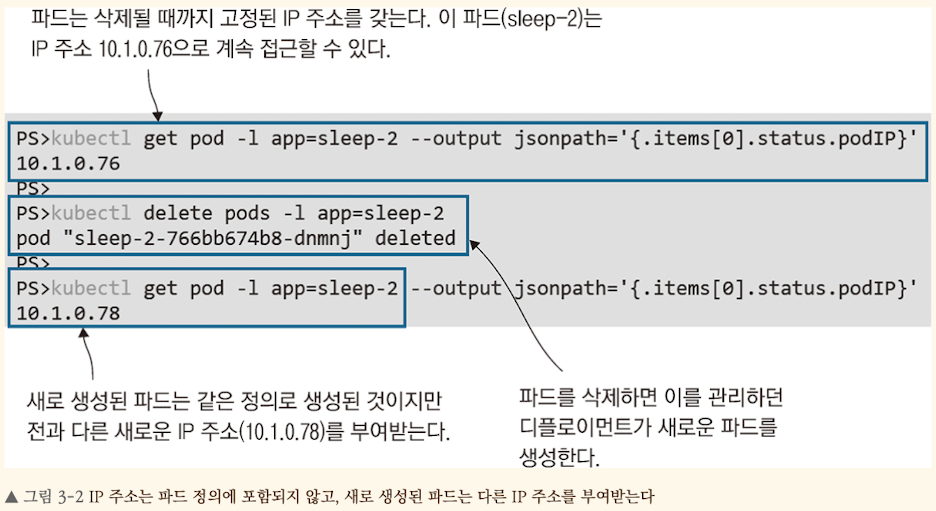 파드는 삭제될 때까지 고정된 IP 주소를 갖는다. 이 파드(sleep-2)는
IP 주소 10.1.0.76으로 계속 접근할 수 있다.
PS>kubectl get pod -l app=sleep-2 --output jsonpath='{.items[0].status.podIP}'
10.1.0.76
PS>
PS>kubectl delete pods -l app=sleep-2
pod "sleep-2-766bb674b8-dnmnj" deleted
PS>
PS>kubectl get pod -l app=sleep-2 --output jsonpath='{.items[0].status.podIP}'
10.1.0.78
새로 생성된 파드는 같은 정의로 생성된 것이지만
전과 다른 새로운 IP 주소(10.1.0.78)를 부여받는다.
파드를 삭제하면 이를 관리하던
디플로이먼트가 새로운 파드를
생성한다.
▲ 그림 3-2 IP 주소는 파드 정의에 포함되지 않고, 새로 생성된 파드는 다른 IP 주소를 부여받는다